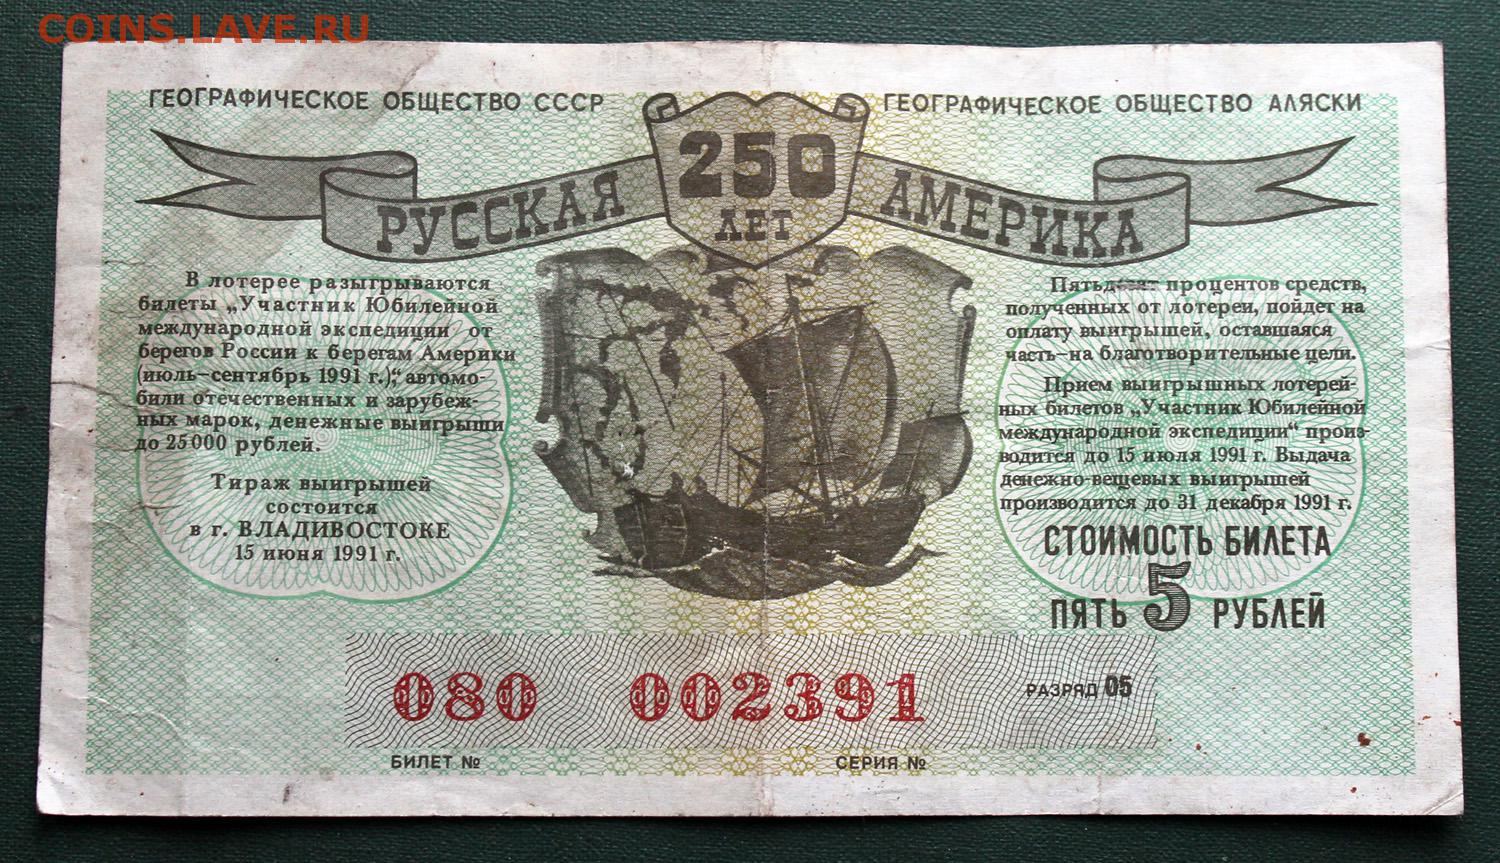 COINS.LAVE.RU
ГЕОГРАФИЧЕСКОЕ ОБЩЕСТВО СССР
ГЕОГРАФИЧЕСКОЕ ОБЩЕСТВО АЛЯСКИ
250
ЛЕТ
РУССКАЯ
АМЕРИКА
В лотерее разыгрываются
билеты „Участник Юбилейной
международной экспедиции от
берегов России к берегам Америки
(июль–сентябрь 1991 г.)“, автомо-
били отечественных и зарубеж-
ных марок, денежные выигрыши
до 25000 рублей.
Тираж выигрышей
состоится
в г. ВЛАДИВОСТОКЕ
15 июня 1991 г.
Пятьдесят процентов средств,
полученных от лотереи, пойдет на
оплату выигрышей, оставшаяся
часть–на благотворительные цели.
Прием выигрышных лотерей-
ных билетов „Участник Юбилейной
международной экспедиции“ произ-
водится до 15 июля 1991 г. Выдача
денежно-вещевых выигрышей
производится до 31 декабря 1991 г.
СТОИМОСТЬ БИЛЕТА
ПЯТЬ 5 РУБЛЕЙ
080 002391 РАЗРЯД 05
БИЛЕТ № СЕРИЯ №